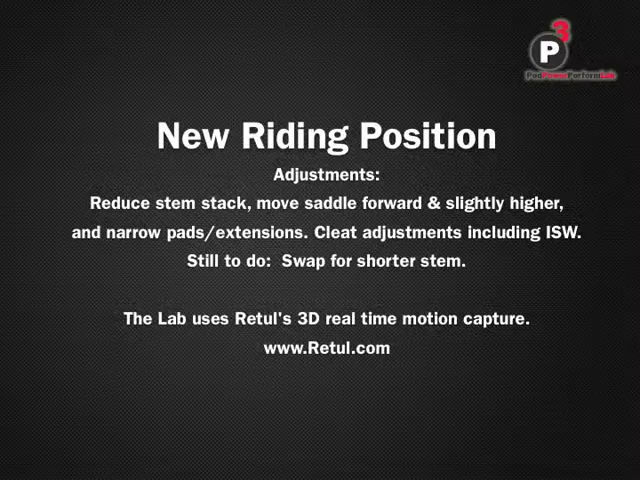 3
P
PedPowerPerformLab
New Riding Position
Adjustments:
Reduce stem stack, move saddle forward & slightly higher,
and narrow pads/extensions. Cleat adjustments including ISW.
Still to do:  Swap for shorter stem.
The Lab uses Retul's 3D real time motion capture.
www.Retul.com